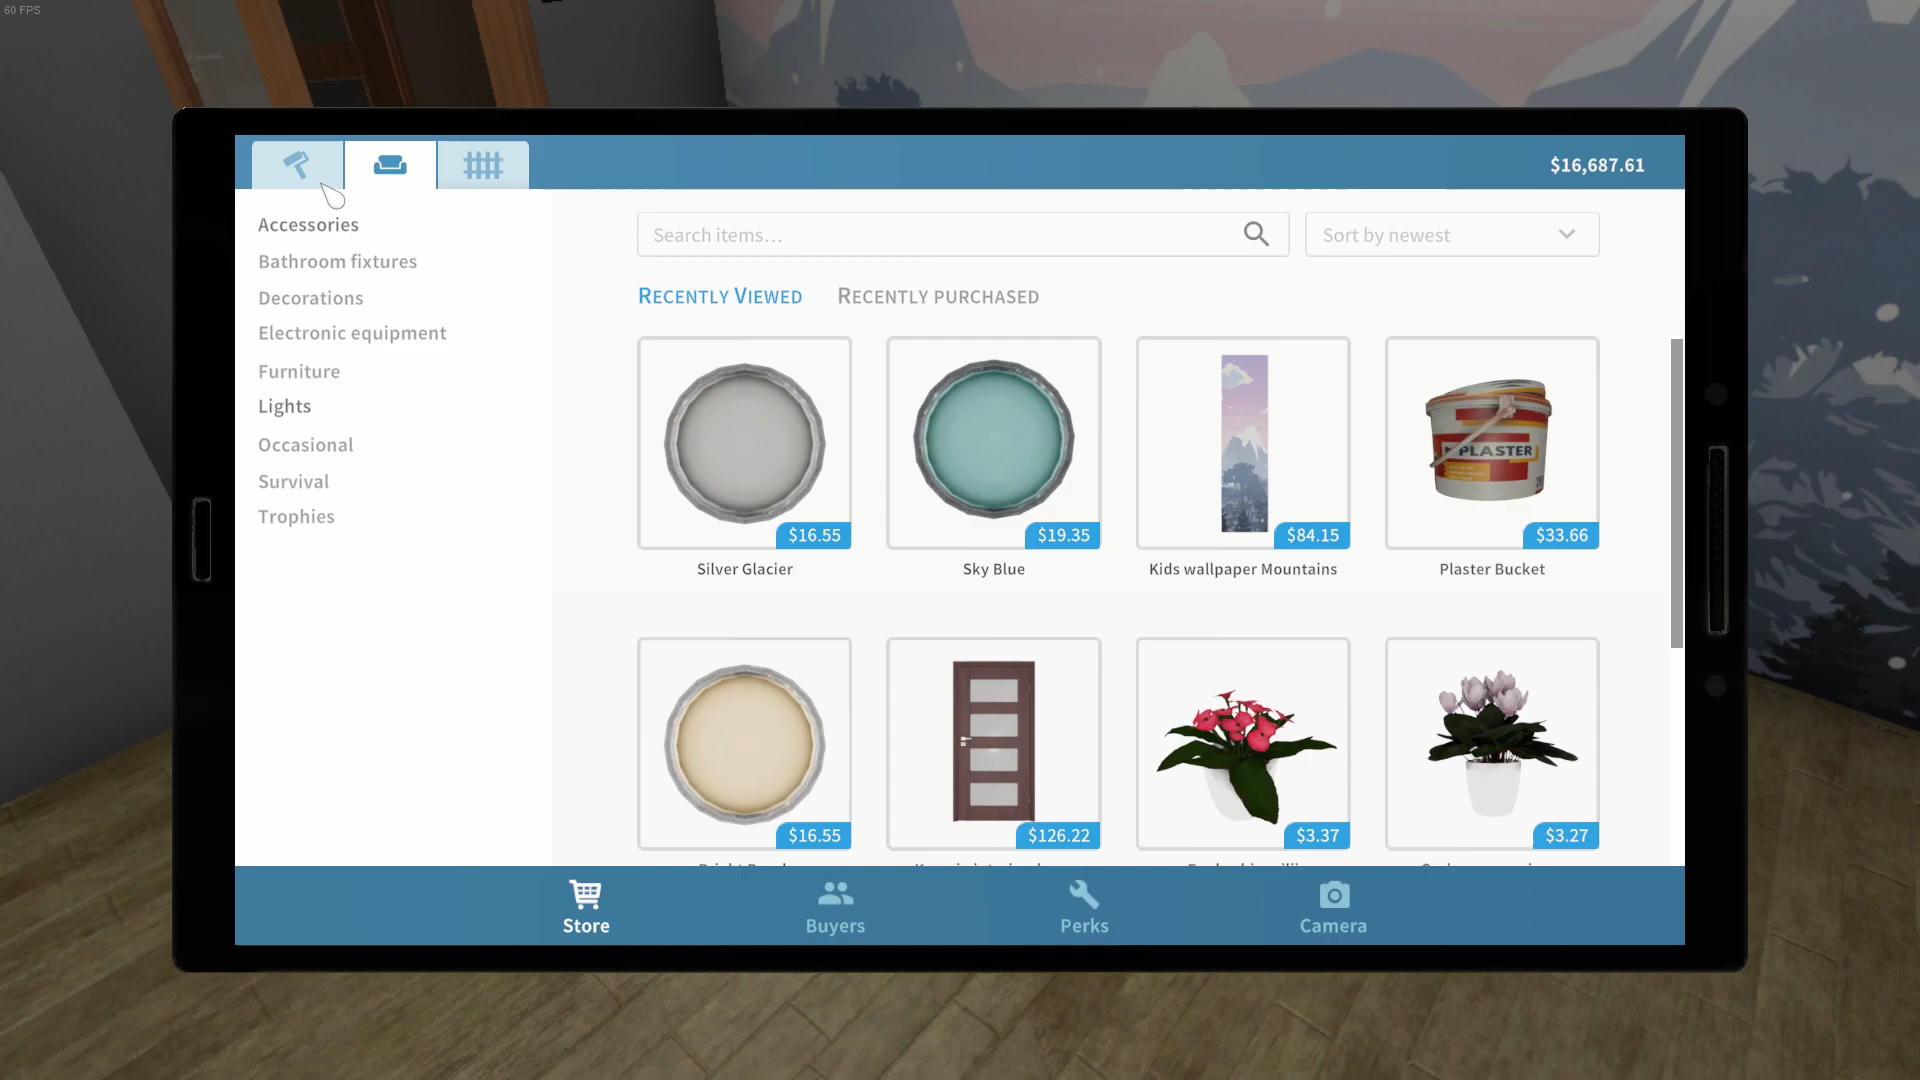 60 FPS
$16,687.61
Accessories
Bathroom fixtures
Decorations
Electronic equipment
Furniture
Lights
Occasional
Survival
Trophies
Search items...
Sort by newest
RECENTLY VIEWED
RECENTLY PURCHASED
$16.55
$19.35
$84.15
PLASTER
$33.66
Silver Glacier
Sky Blue
Kids wallpaper Mountains
Plaster Bucket
$16.55
$126.22
$3.37
$3.27
Store
Buyers
Perks
Camera